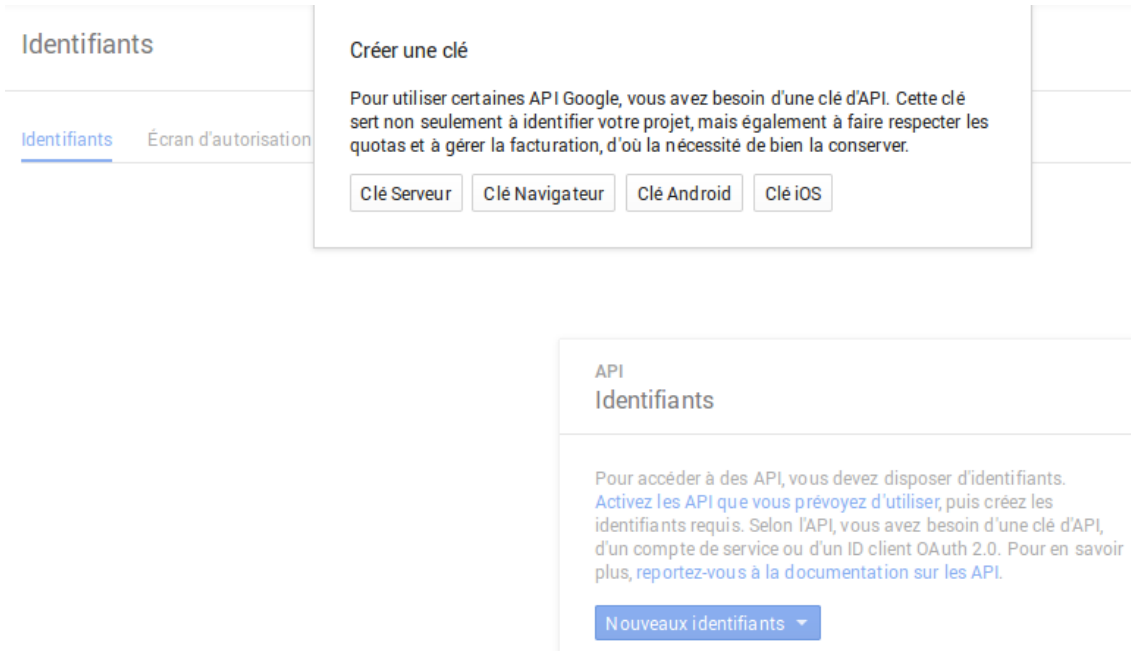 Identifiants
Créer une clé
Pour utiliser certaines API Google, vous avez besoin d'une clé d'API. Cette clé
sert non seulement à identifier votre projet, mais également à faire respecter les
quotas et à gérer la facturation, d'où la nécessité de bien la conserver.
Identifiants Écran d'autorisation
Clé Serveur Clé Navigateur Clé Android Clé iOS
API
Identifiants
Pour accéder à des API, vous devez disposer d'identifiants.
Activez les API que vous prévoyez d'utiliser, puis créez les
identifiants requis. Selon l'API, vous avez besoin d'une clé d'API,
d'un compte de service ou d'un ID client OAuth 2.0. Pour en savoir
plus, reportez-vous à la documentation sur les API.
Nouveaux identifiants